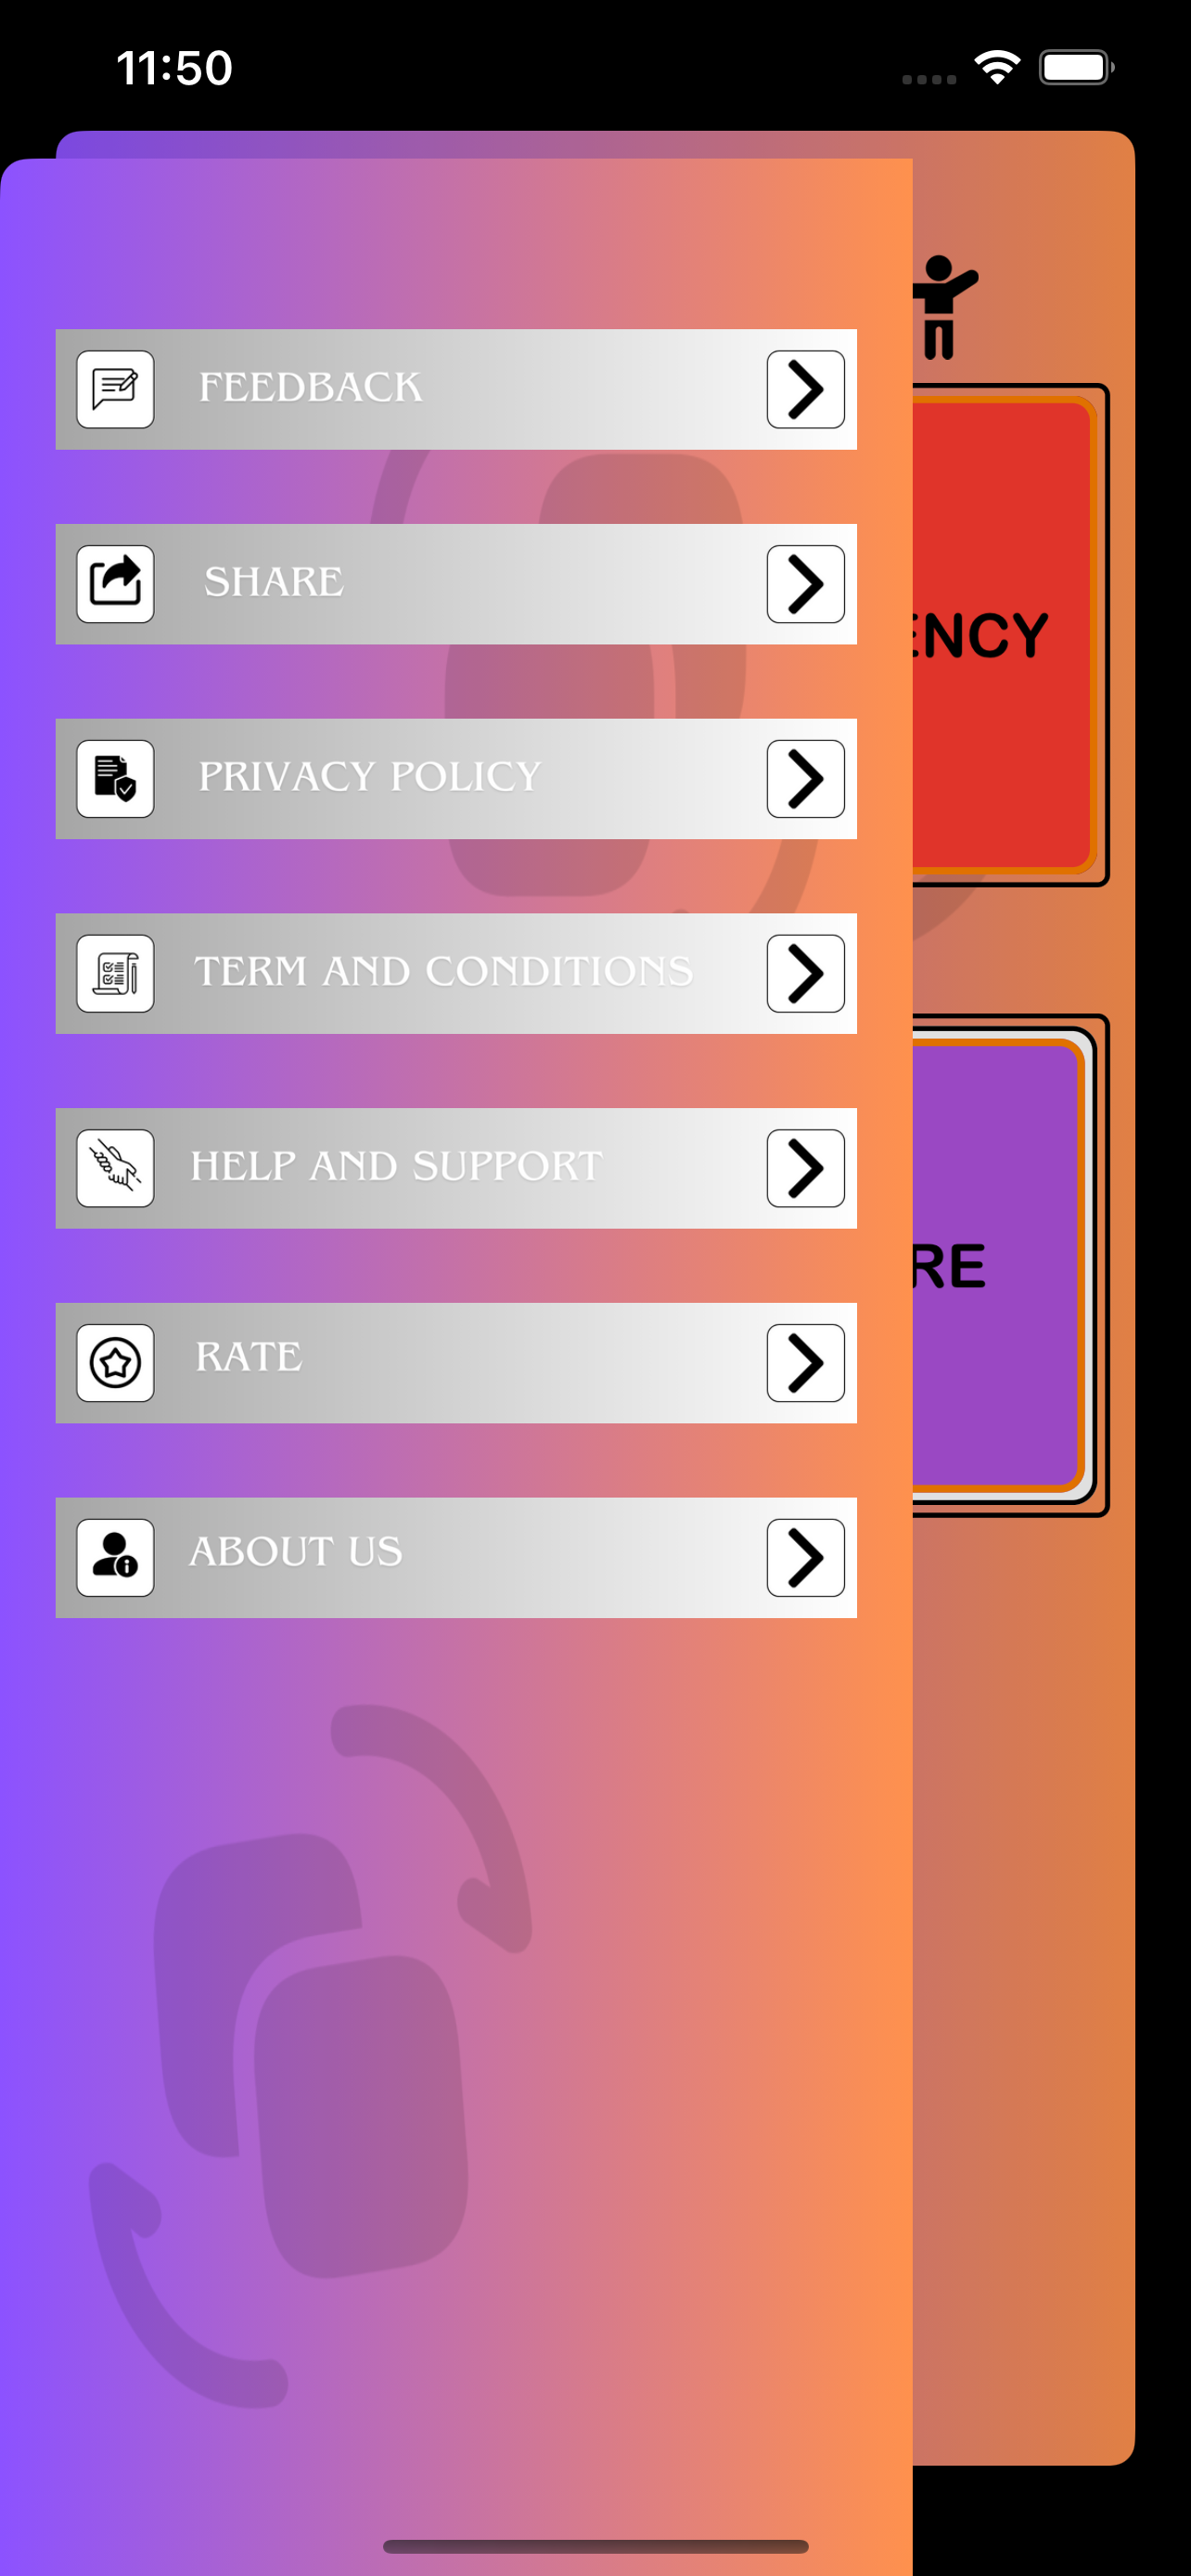 11:50
FEEDBACK
ENCY
SHARE
PRIVACY POLICY
TERM AND CONDITIONS
HELP AND SUPPORT
RE
RATE
ABOUT US